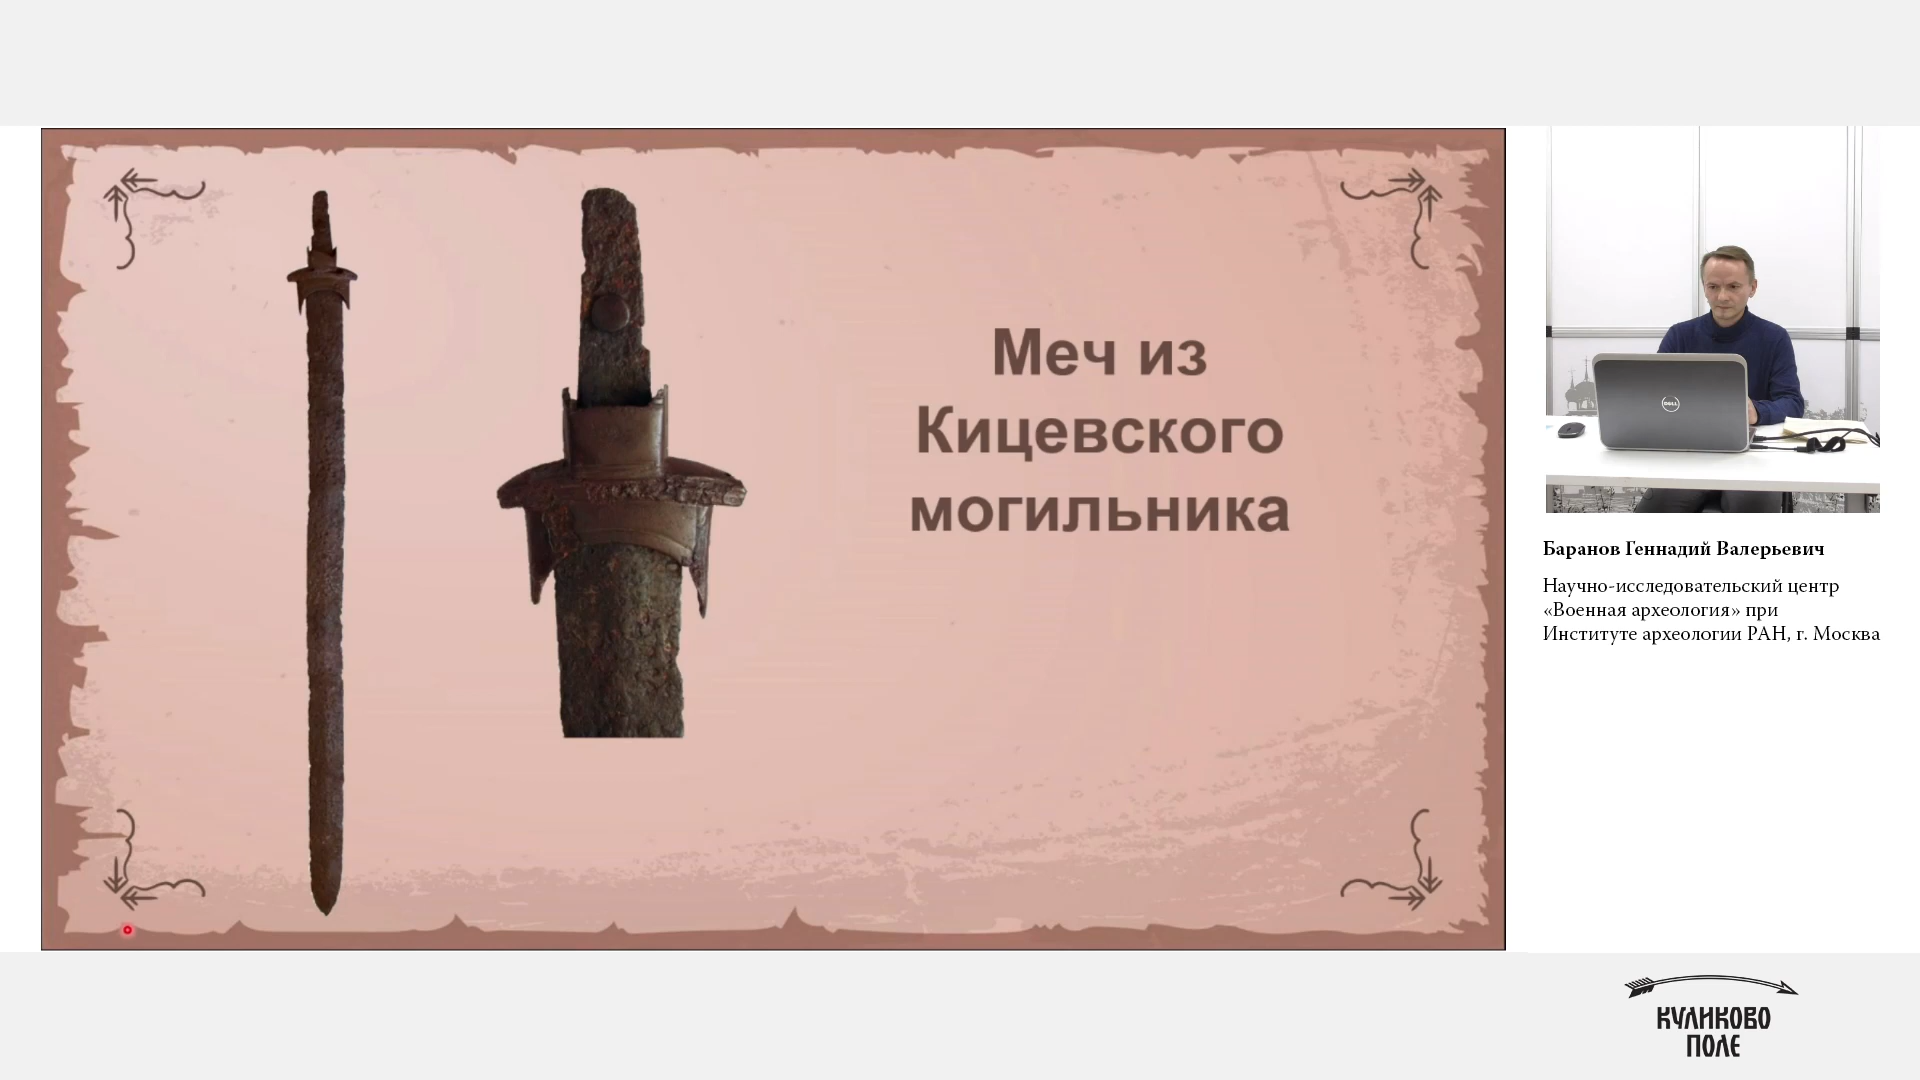 Меч из
Кицевского
могильника
DELL
Баранов Геннадий Валерьевич
Научно-исследовательский центр
«Военная археология» при
Институте археологии РАН, г. Москва
КУЛИКОВО
ПОЛЕ